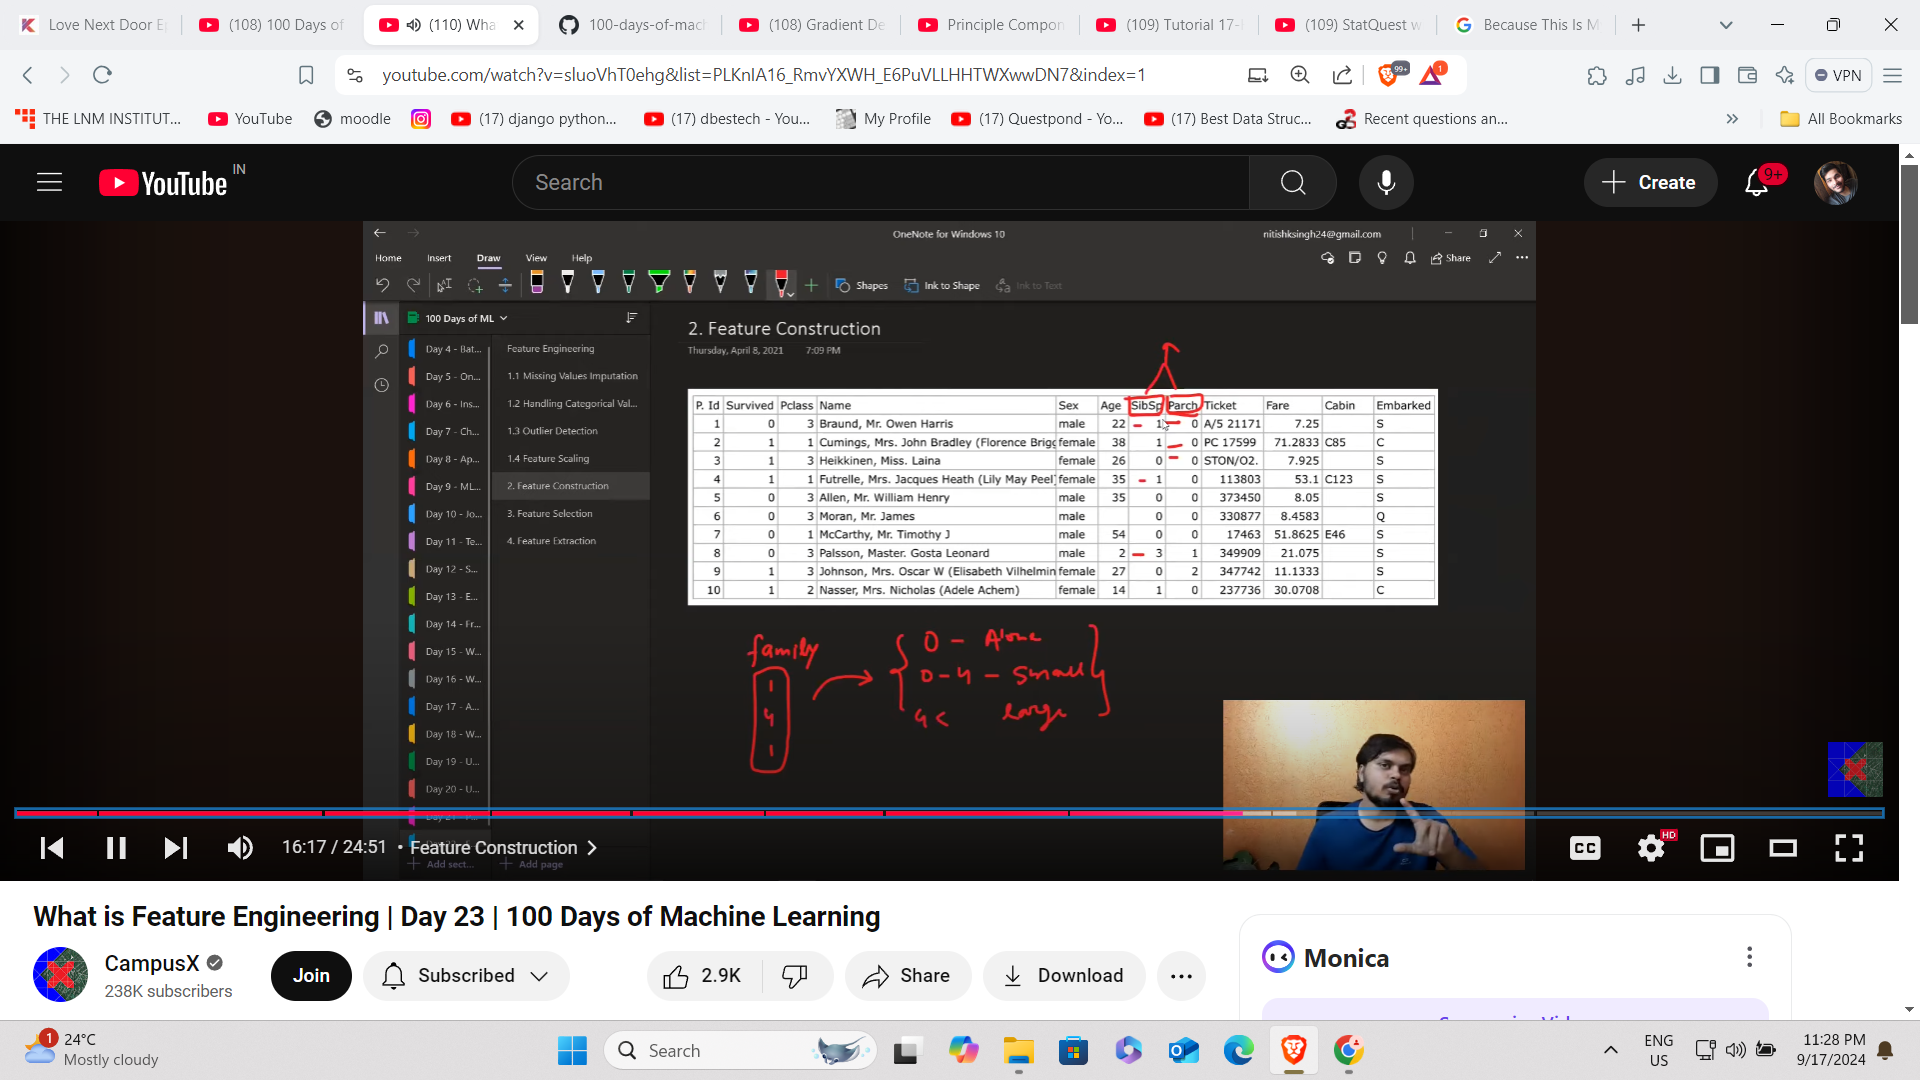 Love Next Door E
(108) 100 Days of
(110) Wha
100-days-of-mach
(108) Gradient De
Principle Compon
(109) Tutorial 17-
(109) StatQuest w
Because This Is M
youtube.com/watch?v=sluoVhT0ehg&list=PLKnIA16_RmvYXWH_E6PuVLLHHTWXwwDN7&index=1
99+
1
VPN
THE LNM INSTITUT...
YouTube
moodle
(17) django python...
(17) dbestech - You...
My Profile
(17) Questpond - Yo...
(17) Best Data Struc...
Recent questions an...
All Bookmarks
YouTube IN
Search
Create
9+
OneNote for Windows 10
nitishksingh24@gmail.com
Home Insert Draw View Help
Share
Shapes Ink to Shape Ink to Text
100 Days of ML
Day 4 - Bat...
Day 5 - On...
Day 6 - Ins...
Day 7 - Ch...
Day 8 - Ap...
Day 9 - ML...
Day 10 - Jo...
Day 11 - Te...
Day 12 - S...
Day 13 - E...
Day 14 - Fr...
Day 15 - W...
Day 16 - W...
Day 17 - A...
Day 18 - W...
Day 19 - U...
Day 20 - U...
Add sect...
Feature Engineering
1.1 Missing Values Imputation
1.2 Handling Categorical Val...
1.3 Outlier Detection
1.4 Feature Scaling
2. Feature Construction
3. Feature Selection
4. Feature Extraction
Add page
2. Feature Construction
Thursday, April 8, 2021 7:09 PM
P. Id Survived Pclass Name Sex Age SibSp Parch Ticket Fare Cabin Embarked
1 0 3 Braund, Mr. Owen Harris male 22 1 0 A/5 21171 7.25 S
2 1 1 Cumings, Mrs. John Bradley (Florence Brigg female 38 1 0 PC 17599 71.2833 C85 C
3 1 3 Heikkinen, Miss. Laina female 26 0 0 STON/O2. 7.925 S
4 1 1 Futrelle, Mrs. Jacques Heath (Lily May Peel) female 35 1 0 113803 53.1 C123 S
5 0 3 Allen, Mr. William Henry male 35 0 0 373450 8.05 S
6 0 3 Moran, Mr. James male 0 0 330877 8.4583 Q
7 0 1 McCarthy, Mr. Timothy J male 54 0 0 17463 51.8625 E46 S
8 0 3 Palsson, Master. Gosta Leonard male 2 3 1 349909 21.075 S
9 1 3 Johnson, Mrs. Oscar W (Elisabeth Vilhelmin female 27 0 2 347742 11.1333 S
10 1 2 Nasser, Mrs. Nicholas (Adele Achem) female 14 1 0 237736 30.0708 C
family
1
4
1
0 - Alone
0-4 - Small
4< large
16:17 / 24:51 • Feature Construction
CC
HD
What is Feature Engineering | Day 23 | 100 Days of Machine Learning
CampusX
238K subscribers
Join
Subscribed
2.9K
Share
Download
Monica
1
24°C
Mostly cloudy
Search
ENG
US
11:28 PM
9/17/2024